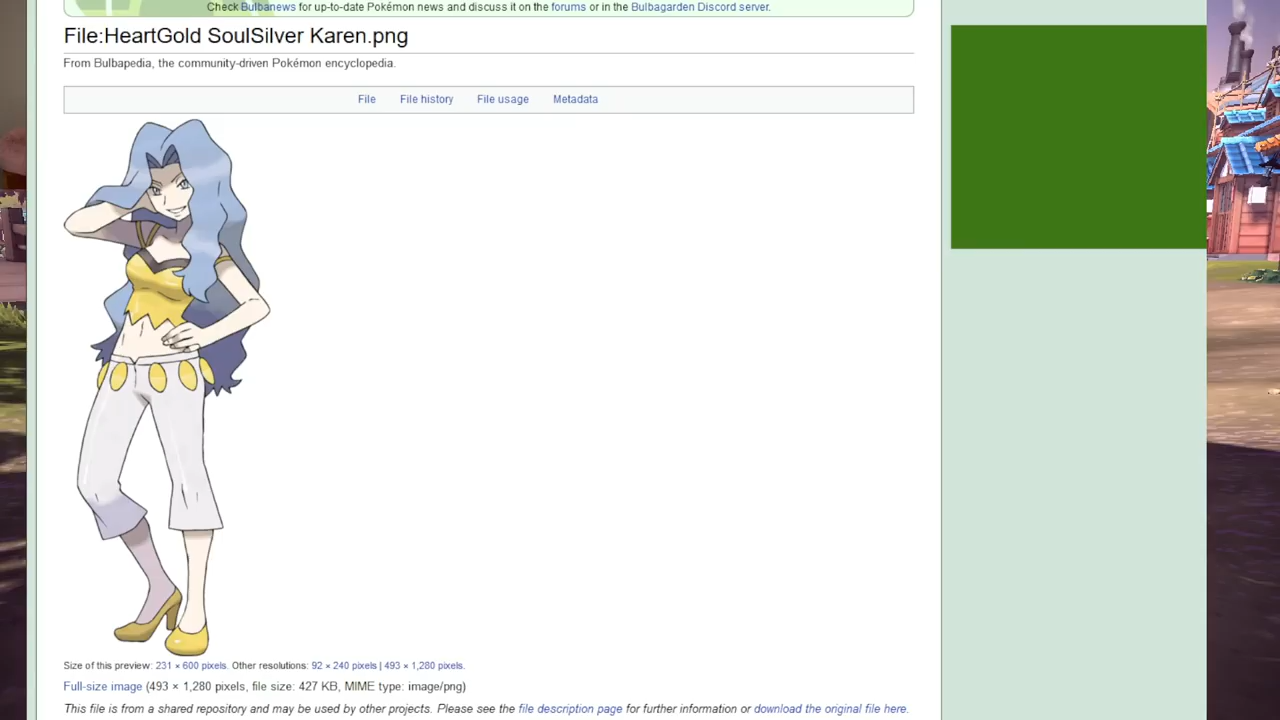 Check Bulbanews for up-to-date Pokémon news and discuss it on the forums or in the Bulbagarden Discord server.
File:HeartGold SoulSilver Karen.png
From Bulbapedia, the community-driven Pokémon encyclopedia.
File File history File usage Metadata
Size of this preview: 231 × 600 pixels. Other resolutions: 92 × 240 pixels | 493 × 1,280 pixels.
Full-size image (493 × 1,280 pixels, file size: 427 KB, MIME type: image/png)
This file is from a shared repository and may be used by other projects. Please see the file description page for further information or download the original file here.